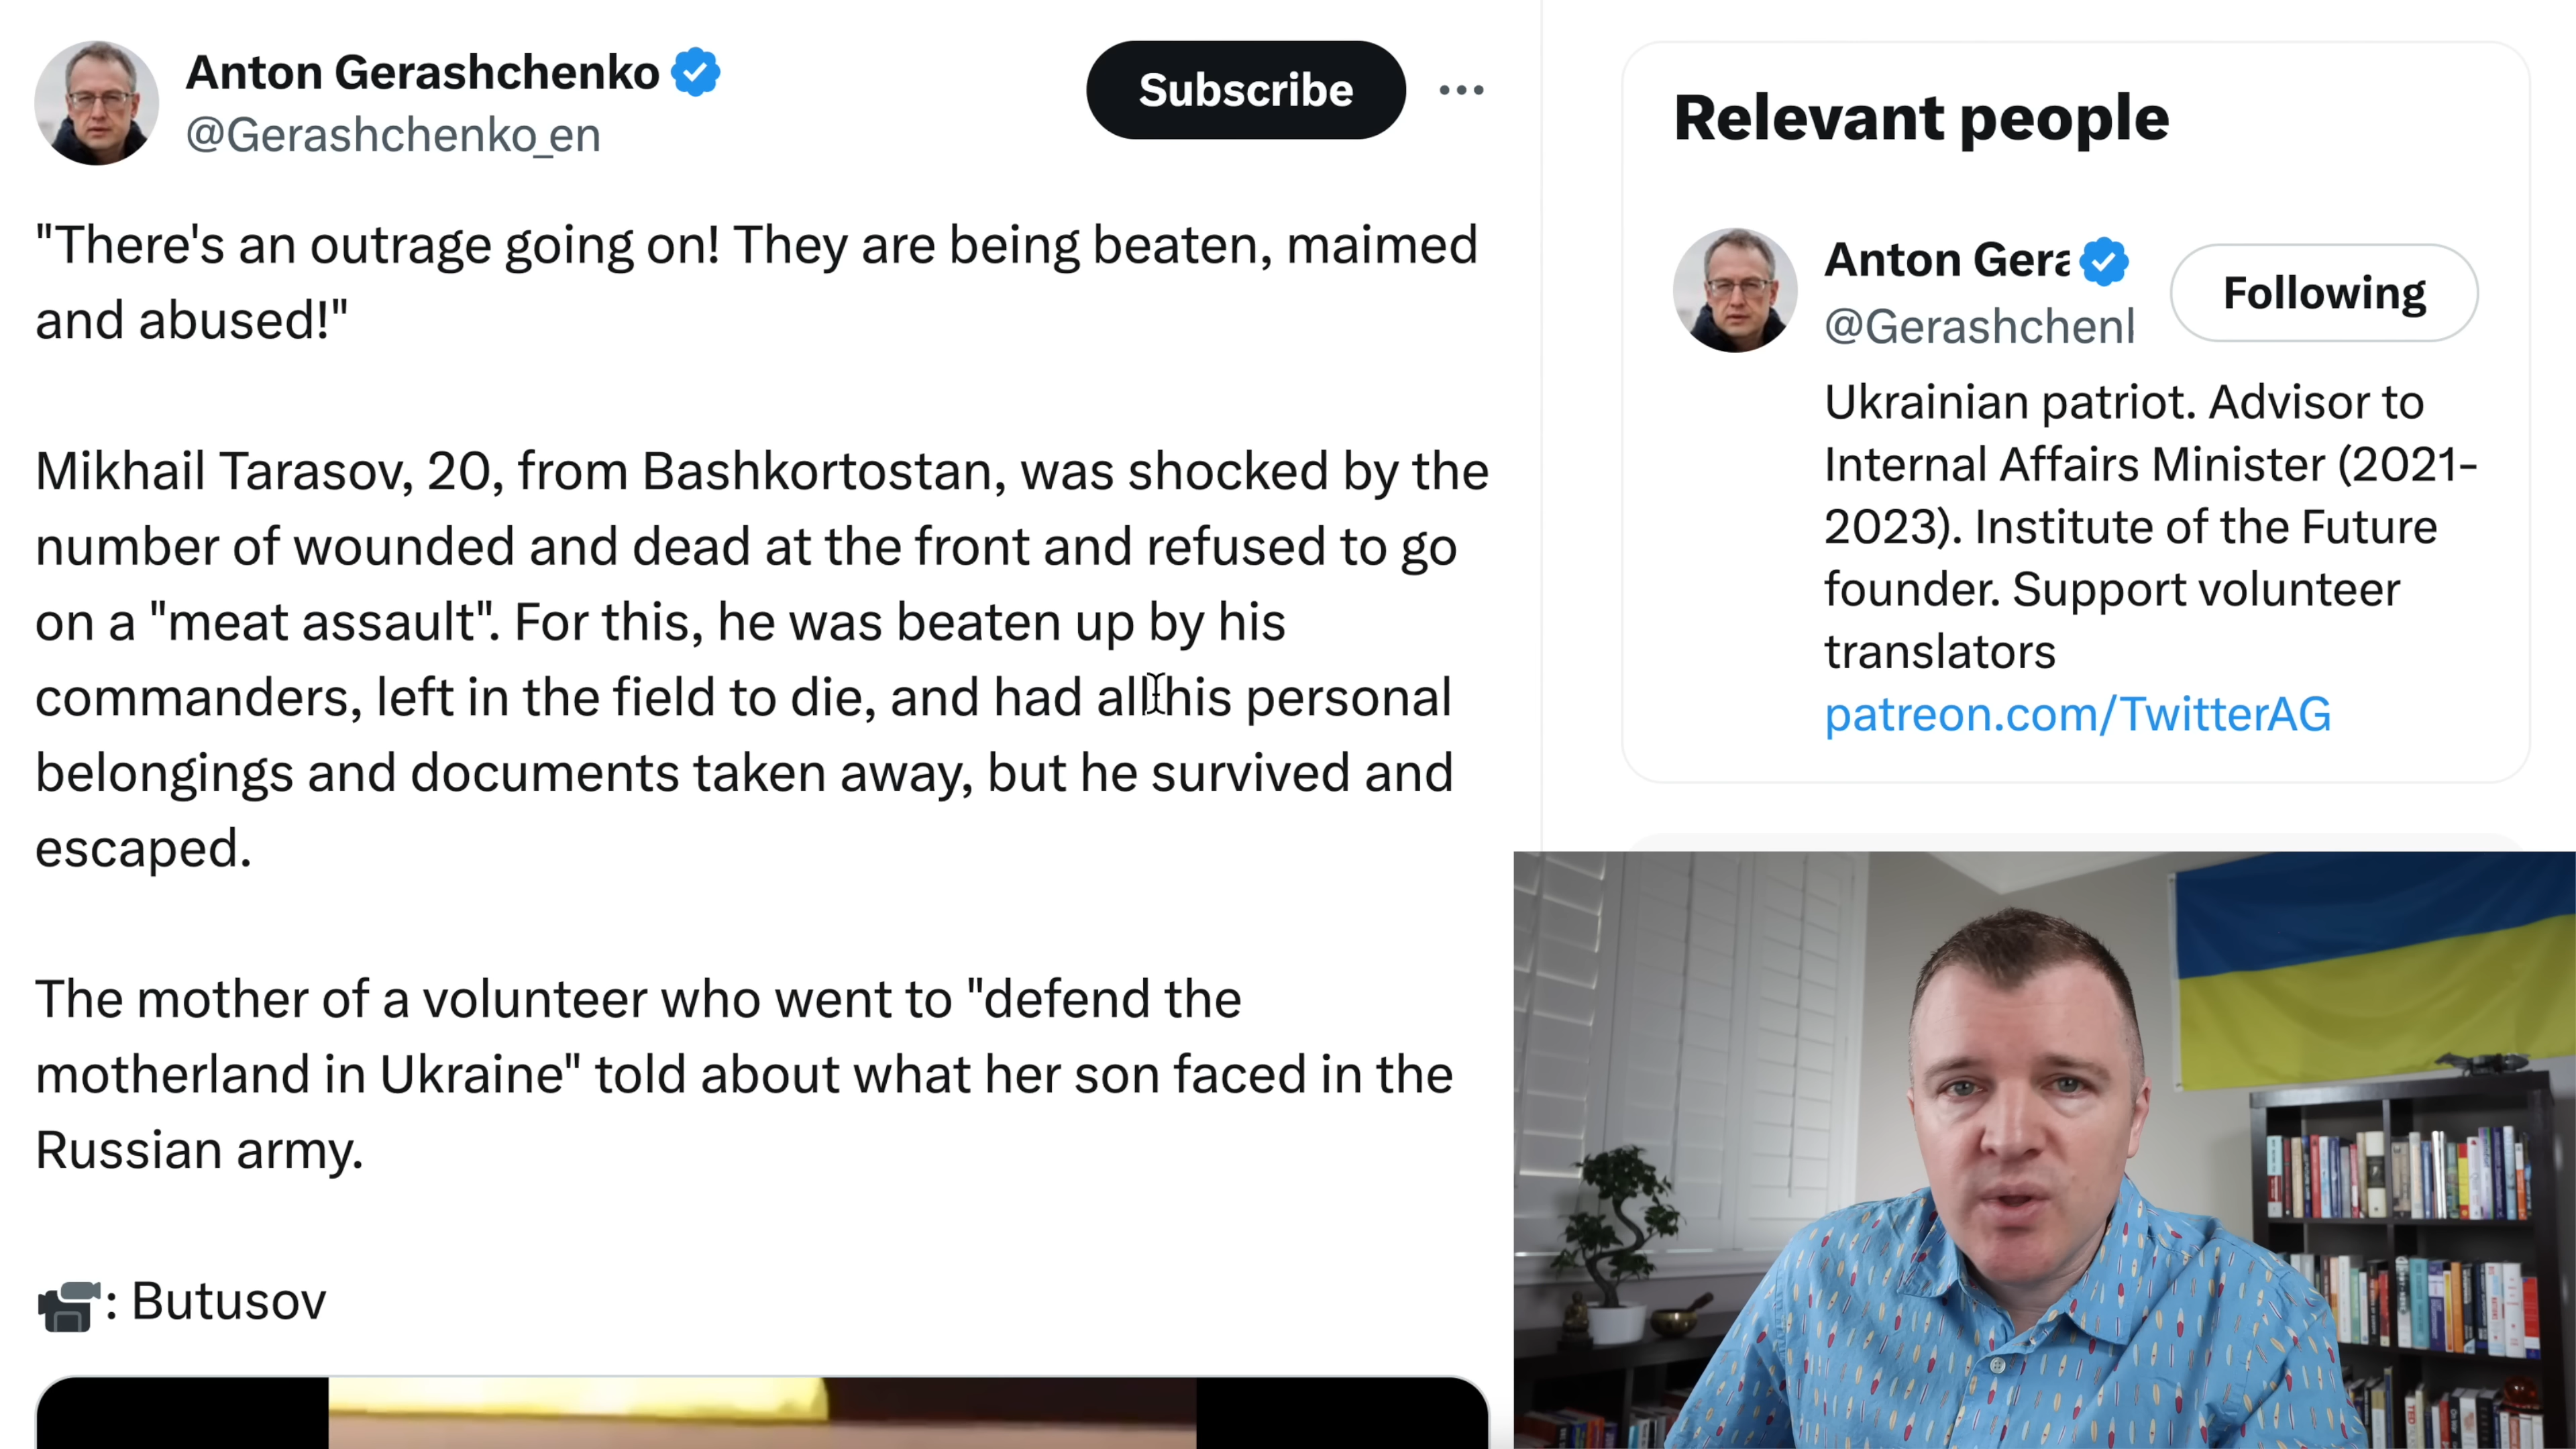 Anton Gerashchenko
@Gerashchenko_en
Subscribe
"There's an outrage going on! They are being beaten, maimed
and abused!"
Mikhail Tarasov, 20, from Bashkortostan, was shocked by the
number of wounded and dead at the front and refused to go
on a "meat assault". For this, he was beaten up by his
commanders, left in the field to die, and had all his personal
belongings and documents taken away, but he survived and
escaped.
The mother of a volunteer who went to "defend the
motherland in Ukraine" told about what her son faced in the
Russian army.
: Butusov
Relevant people
Anton Gera
@Gerashchenl
Following
Ukrainian patriot. Advisor to
Internal Affairs Minister (2021-
2023). Institute of the Future
founder. Support volunteer
translators
patreon.com/TwitterAG